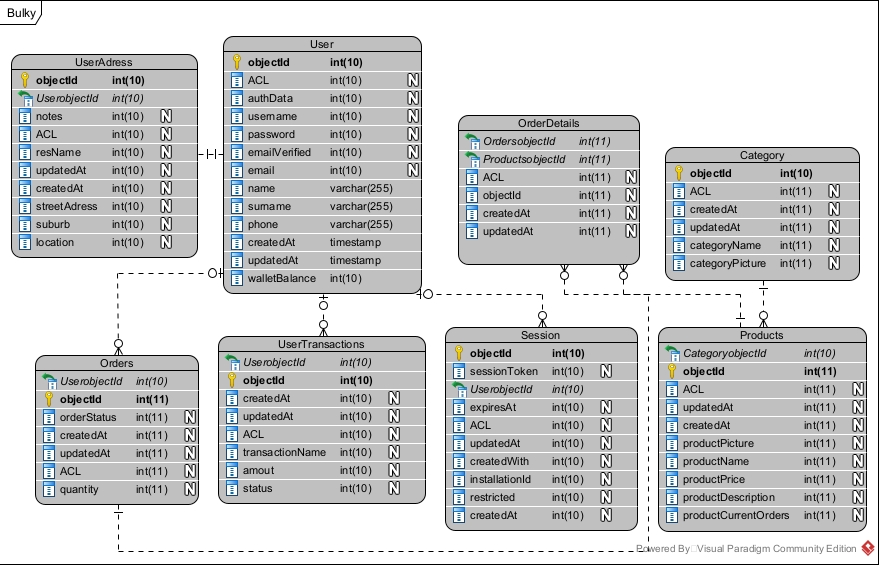 Bulky
UserAdress
objectId int(10)
UserobjectId int(10)
notes int(10) N
ACL int(10) N
resName int(10) N
updatedAt int(10) N
createdAt int(10) N
streetAdress int(10) N
suburb int(10) N
location int(10) N
User
objectId int(10)
ACL int(10) N
authData int(10) N
username int(10) N
password int(10) N
emailVerified int(10) N
email int(10) N
name varchar(255)
surname varchar(255)
phone varchar(255)
createdAt timestamp
updatedAt timestamp
walletBalance int(10)
OrderDetails
OrdersobjectId int(11)
ProductsobjectId int(11)
ACL int(11) N
objectId int(11) N
createdAt int(11) N
updatedAt int(11) N
Category
objectId int(10)
ACL int(11) N
createdAt int(11) N
updatedAt int(11) N
categoryName int(11) N
categoryPicture int(11) N
Orders
UserobjectId int(10)
objectId int(11)
orderStatus int(11) N
createdAt int(11) N
updatedAt int(11) N
ACL int(11) N
quantity int(11) N
UserTransactions
UserobjectId int(10)
objectId int(10)
createdAt int(10) N
updatedAt int(10) N
ACL int(10) N
transactionName int(10) N
amout int(10) N
status int(10) N
Session
objectId int(10)
sessionToken int(10) N
UserobjectId int(10)
expiresAt int(10) N
ACL int(10) N
updatedAt int(10) N
createdWith int(10) N
installationId int(10) N
restricted int(10) N
createdAt int(10) N
Products
CategoryobjectId int(10)
objectId int(11)
ACL int(11) N
updatedAt int(11) N
createdAt int(11) N
productPicture int(11) N
productName int(11) N
productPrice int(11) N
productDescription int(11) N
productCurrentOrders int(11) N
Powered By Visual Paradigm Community Edition